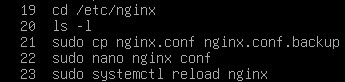 19 cd /etc/nginx
20 ls -l
21 sudo cp nginx.conf nginx.conf.backup
22 sudo nano nginx conf
23 sudo systemctl reload nginx